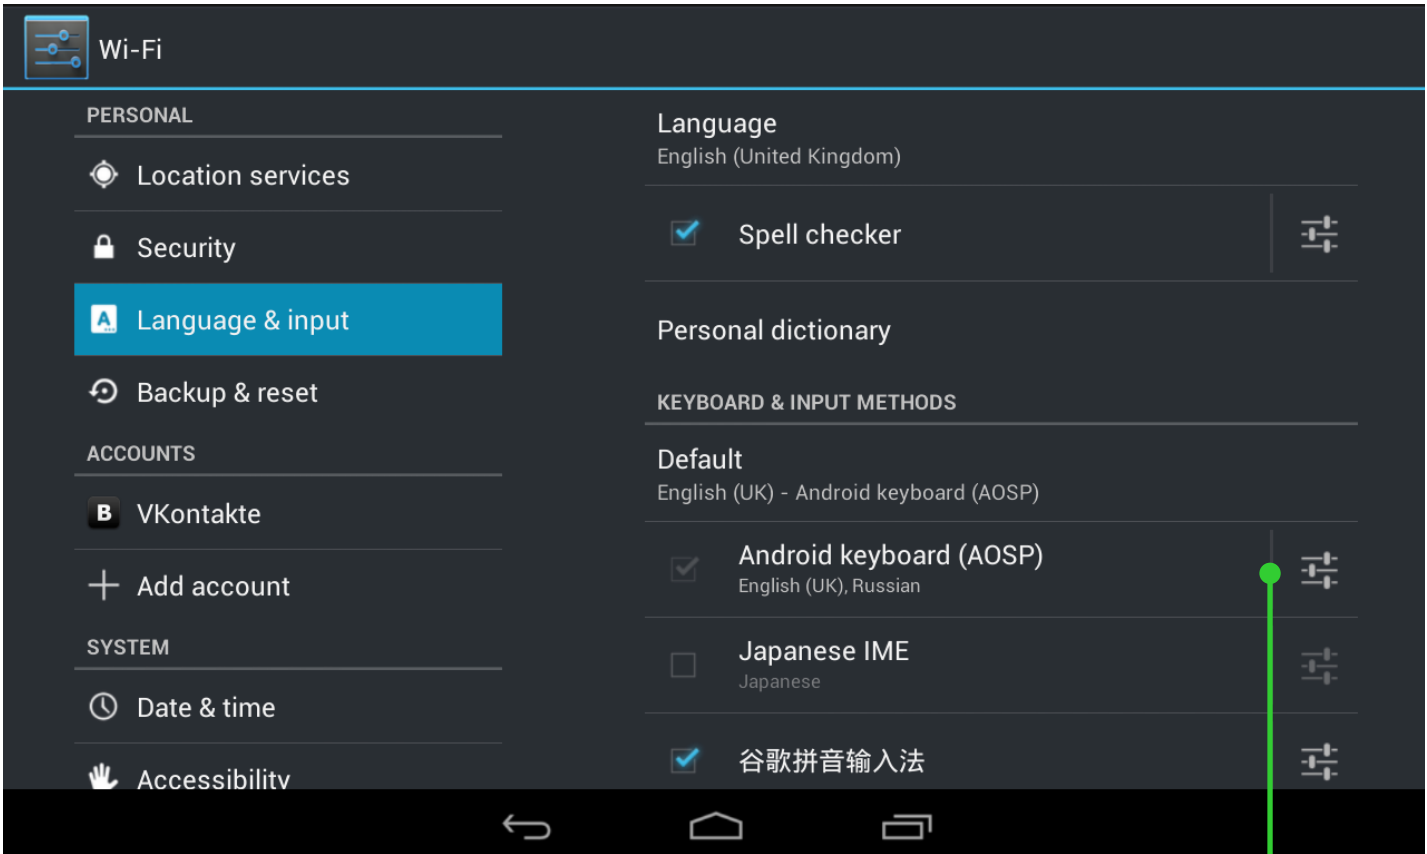 Wi-Fi
PERSONAL
Location services
Security
Language & input
Backup & reset
ACCOUNTS
VKontakte
Add account
SYSTEM
Date & time
Accessibility
Language
English (United Kingdom)
Spell checker
Personal dictionary
KEYBOARD & INPUT METHODS
Default
English (UK) - Android keyboard (AOSP)
Android keyboard (AOSP)
English (UK), Russian
Japanese IME
Japanese
谷歌拼音输入法